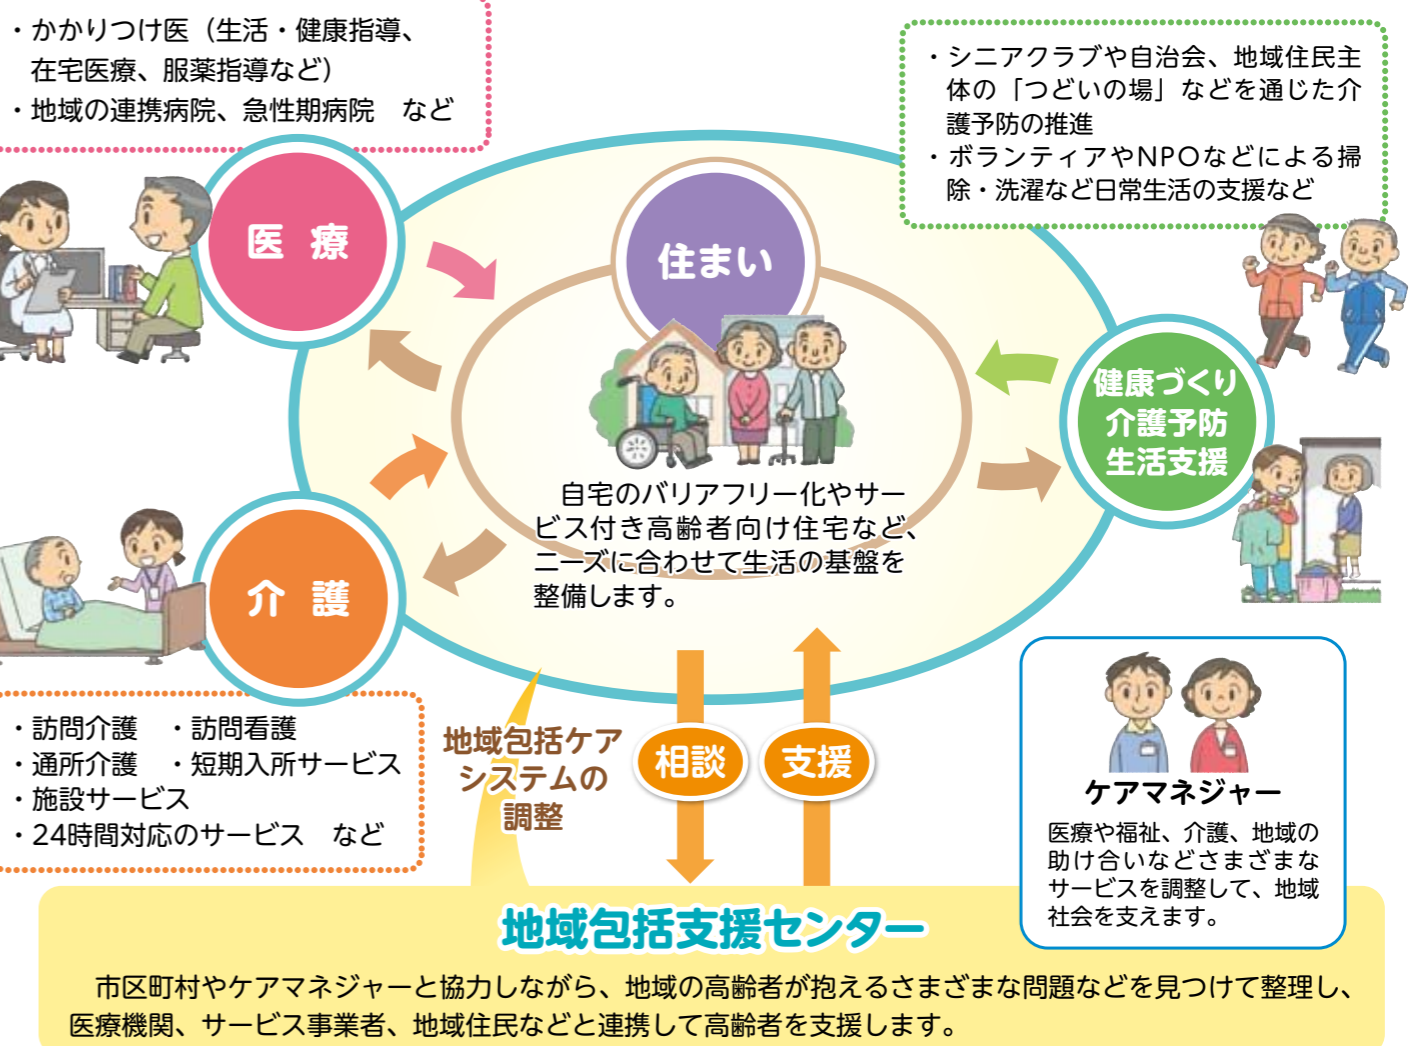 ・かかりつけ医（生活・健康指導、
在宅医療、服薬指導など）
・地域の連携病院、急性期病院　など
・シニアクラブや自治会、地域住民主
体の「つどいの場」などを通じた介
護予防の推進
・ボランティアやNPOなどによる掃
除・洗濯など日常生活の支援など
医療
住まい
健康づくり
介護予防
生活支援
自宅のバリアフリー化やサー
ビス付き高齢者向け住宅など、
ニーズに合わせて生活の基盤を
整備します。
介護
・訪問介護　・訪問看護
・通所介護　・短期入所サービス
・施設サービス
・24時間対応のサービス　など
地域包括ケア
システムの
調整
相談
支援
ケアマネジャー
医療や福祉、介護、地域の
助け合いなどさまざまな
サービスを調整して、地域
社会を支えます。
地域包括支援センター
市区町村やケアマネジャーと協力しながら、地域の高齢者が抱えるさまざまな問題などを見つけて整理し、
医療機関、サービス事業者、地域住民などと連携して高齢者を支援します。